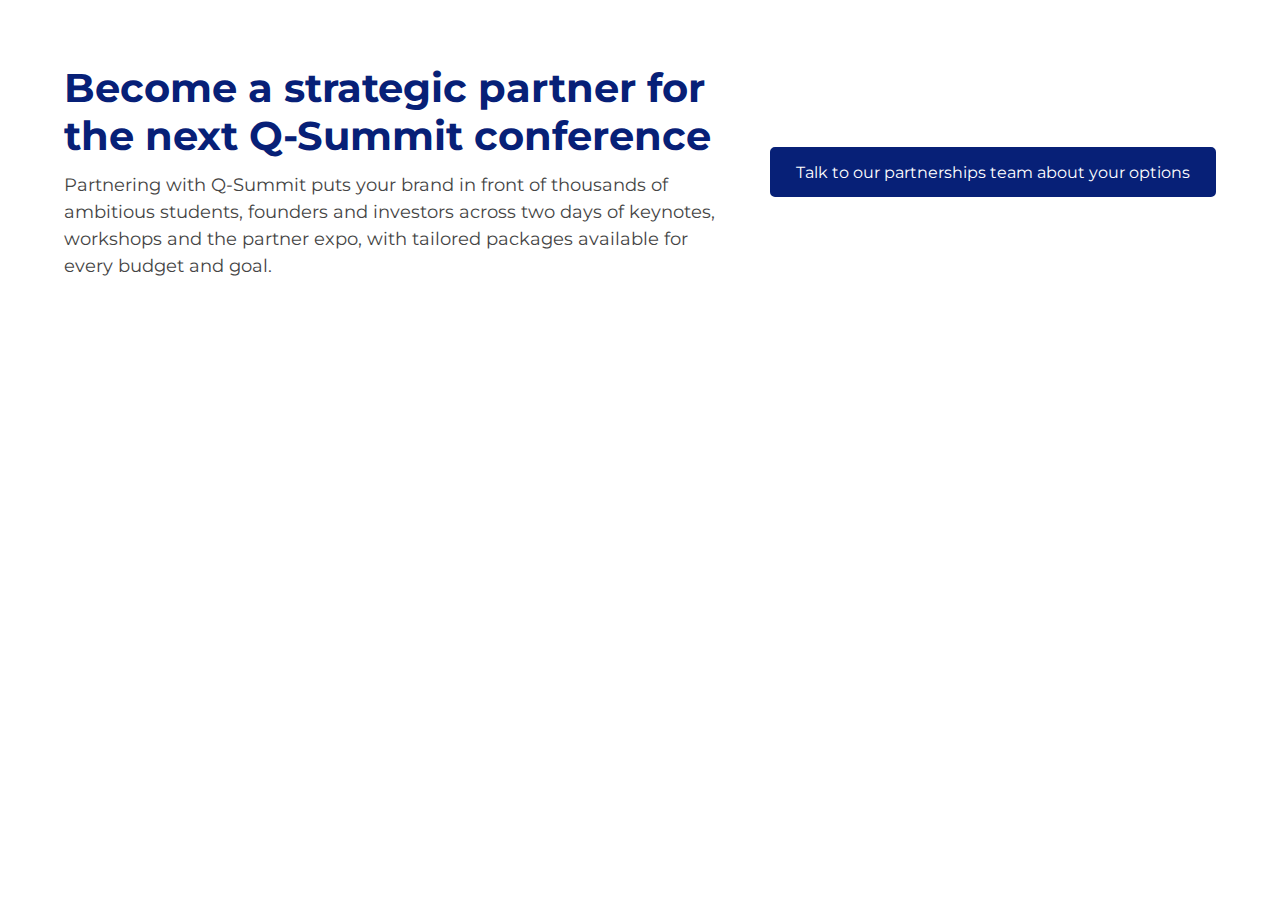 Become a strategic partner for
the next Q-Summit conference
Partnering with Q-Summit puts your brand in front of thousands of
ambitious students, founders and investors across two days of keynotes,
workshops and the partner expo, with tailored packages available for
every budget and goal.
Talk to our partnerships team about your options